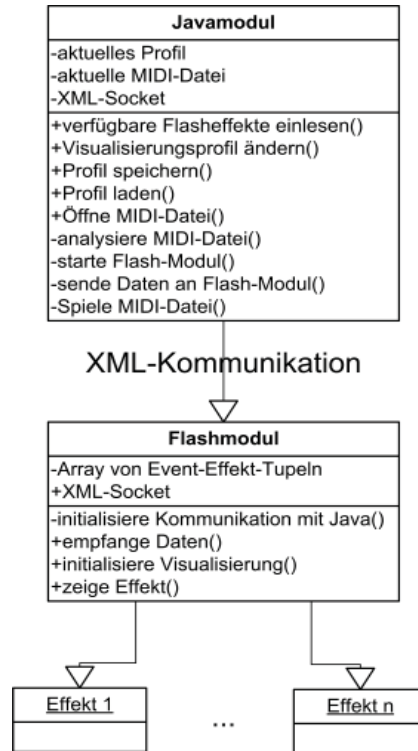 Javamodul
-aktuelles Profil
-aktuelle MIDI-Datei
-XML-Socket
+verfügbare Flasheffekte einlesen()
+Visualisierungsprofil ändern()
+Profil speichern()
+Profil laden()
+Öffne MIDI-Datei()
-analysiere MIDI-Datei()
-starte Flash-Modul()
-sende Daten an Flash-Modul()
-Spiele MIDI-Datei()
XML-Kommunikation
Flashmodul
-Array von Event-Effekt-Tupeln
+XML-Socket
-initialisiere Kommunikation mit Java()
+empfange Daten()
+initialisiere Visualisierung()
+zeige Effekt()
Effekt 1
...
Effekt n